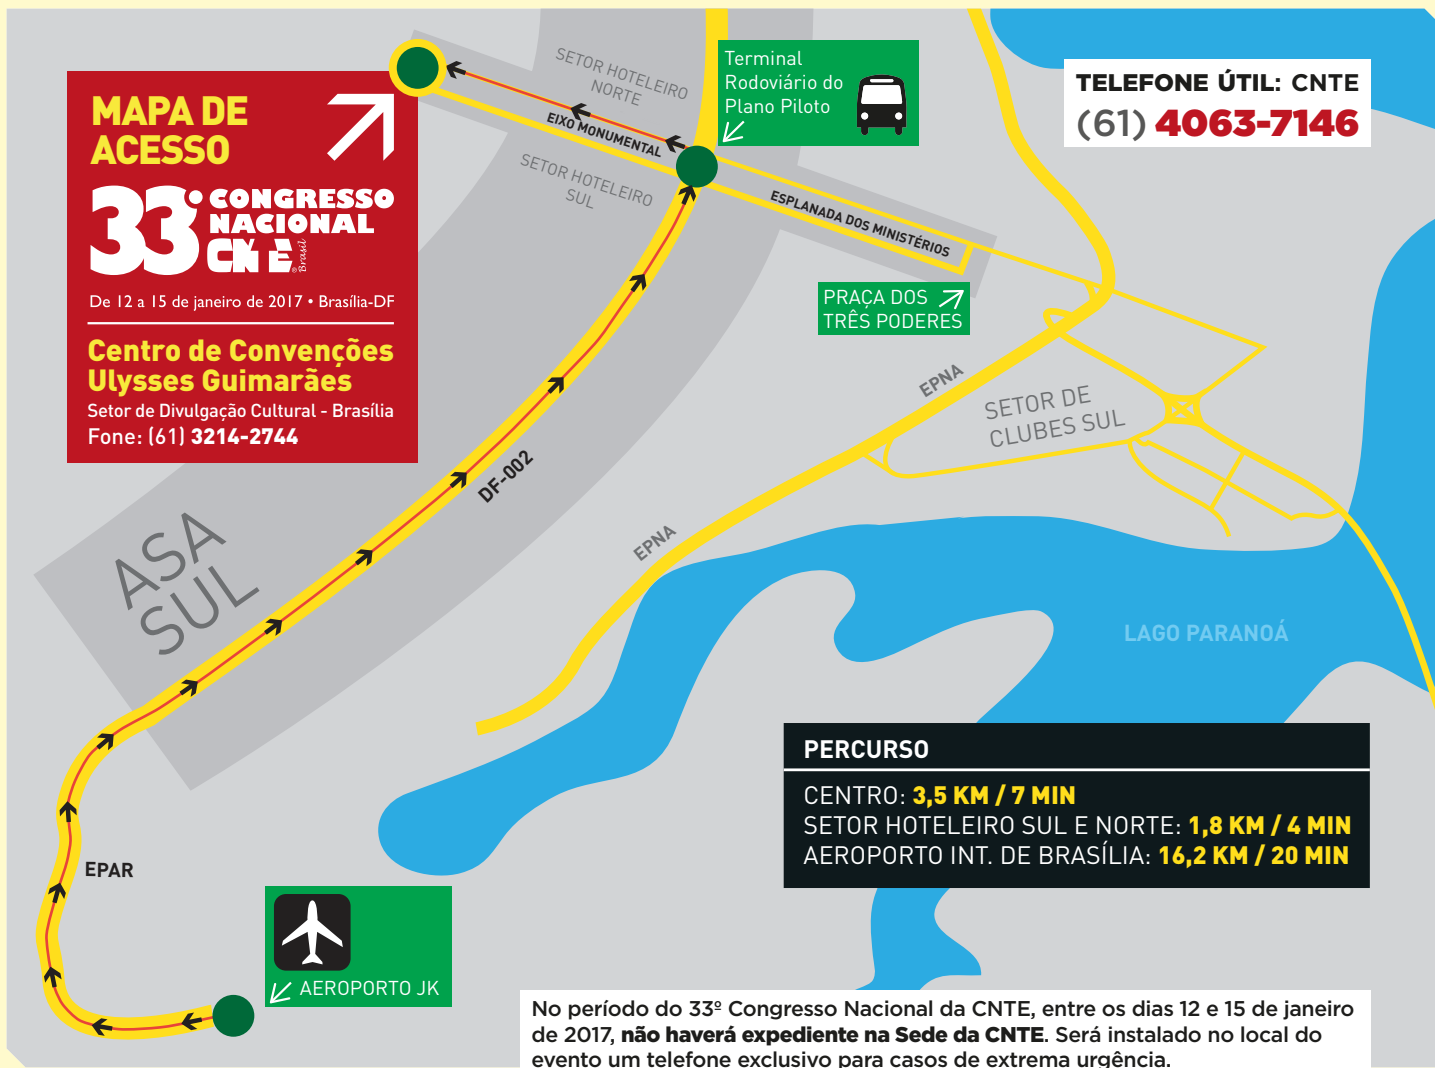 MAPA DE
ACESSO
33º CONGRESSO
NACIONAL
CNTE Brasil
De 12 a 15 de janeiro de 2017 • Brasília-DF
Centro de Convenções
Ulysses Guimarães
Setor de Divulgação Cultural - Brasília
Fone: (61) 3214-2744
SETOR HOTELEIRO
NORTE
EIXO MONUMENTAL
SETOR HOTELEIRO
SUL
Terminal
Rodoviário do
Plano Piloto
TELEFONE ÚTIL: CNTE
(61) 4063-7146
ESPLANADA DOS MINISTÉRIOS
PRAÇA DOS
TRÊS PODERES
EPNA
SETOR DE
CLUBES SUL
DF-002
EPNA
ASA
SUL
LAGO PARANOÁ
PERCURSO
CENTRO: 3,5 KM / 7 MIN
SETOR HOTELEIRO SUL E NORTE: 1,8 KM / 4 MIN
AEROPORTO INT. DE BRASÍLIA: 16,2 KM / 20 MIN
EPAR
AEROPORTO JK
No período do 33º Congresso Nacional da CNTE, entre os dias 12 e 15 de janeiro
de 2017, não haverá expediente na Sede da CNTE. Será instalado no local do
evento um telefone exclusivo para casos de extrema urgência.